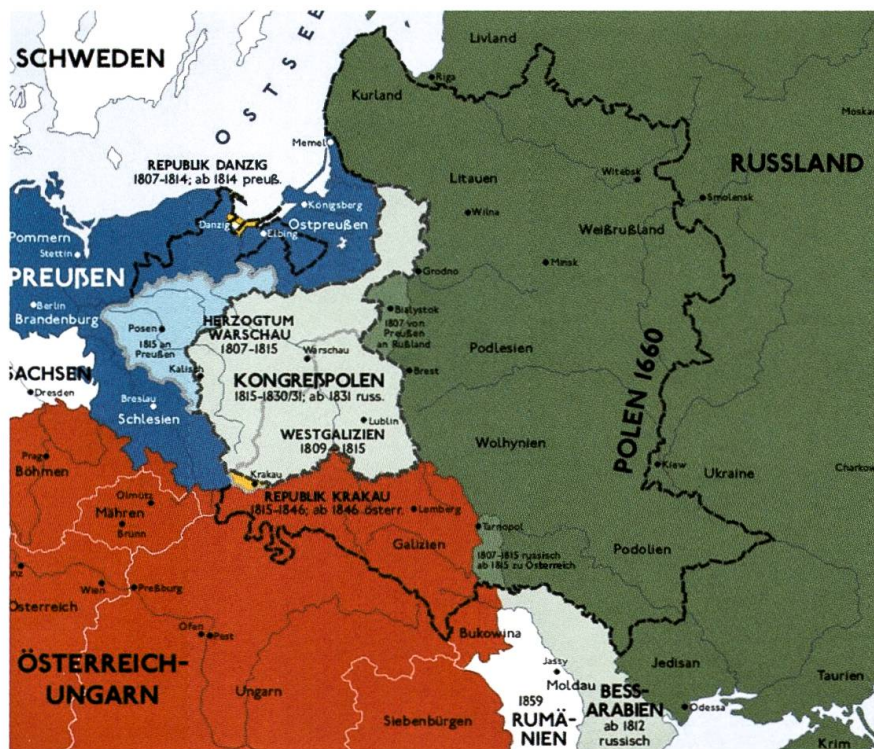 SCHWEDEN
OSTSEE
Livland
Riga
Kurland
Moskau
Memel
REPUBLIK DANZIG
1807-1814; ab 1814 preuß.
Litauen
Witebsk
RUSSLAND
Smolensk
Königsberg
Wilna
Danzig
Elbing
Ostpreußen
Weißrußland
Pommern
Stettin
Grodno
Minsk
PREUßEN
Berlin
Brandenburg
Posen
1815 an
Preußen
HERZOGTUM
WARSCHAU
1807-1815
Bialystok
1807 von
Preußen
an Rußland
Warschau
Podlesien
POLEN 1660
SACHSEN
Dresden
Kalisch
KONGREßPOLEN
1815-1830/31; ab 1831 russ.
Brest
Breslau
Schlesien
Lublin
WESTGALIZIEN
1809 1815
Wolhynien
Kiew
Ukraine
Charkow
Prag
Böhmen
Krakau
REPUBLIK KRAKAU
1815-1846; ab 1846 österr.
Olmütz
Mähren
Brünn
Lemberg
Galizien
Tarnopol
1807-1815 russisch
ab 1815 zu Österreich
Podolien
Wien
Preßburg
Österreich
Ofen
Pest
Bukowina
ÖSTERREICH-
UNGARN
Ungarn
Jassy
Moldau
Jedisan
Taurien
Siebenbürgen
1859
RUMÄ-
NIEN
BESS-
ARABIEN
ab 1812
russisch
Odessa
Krim